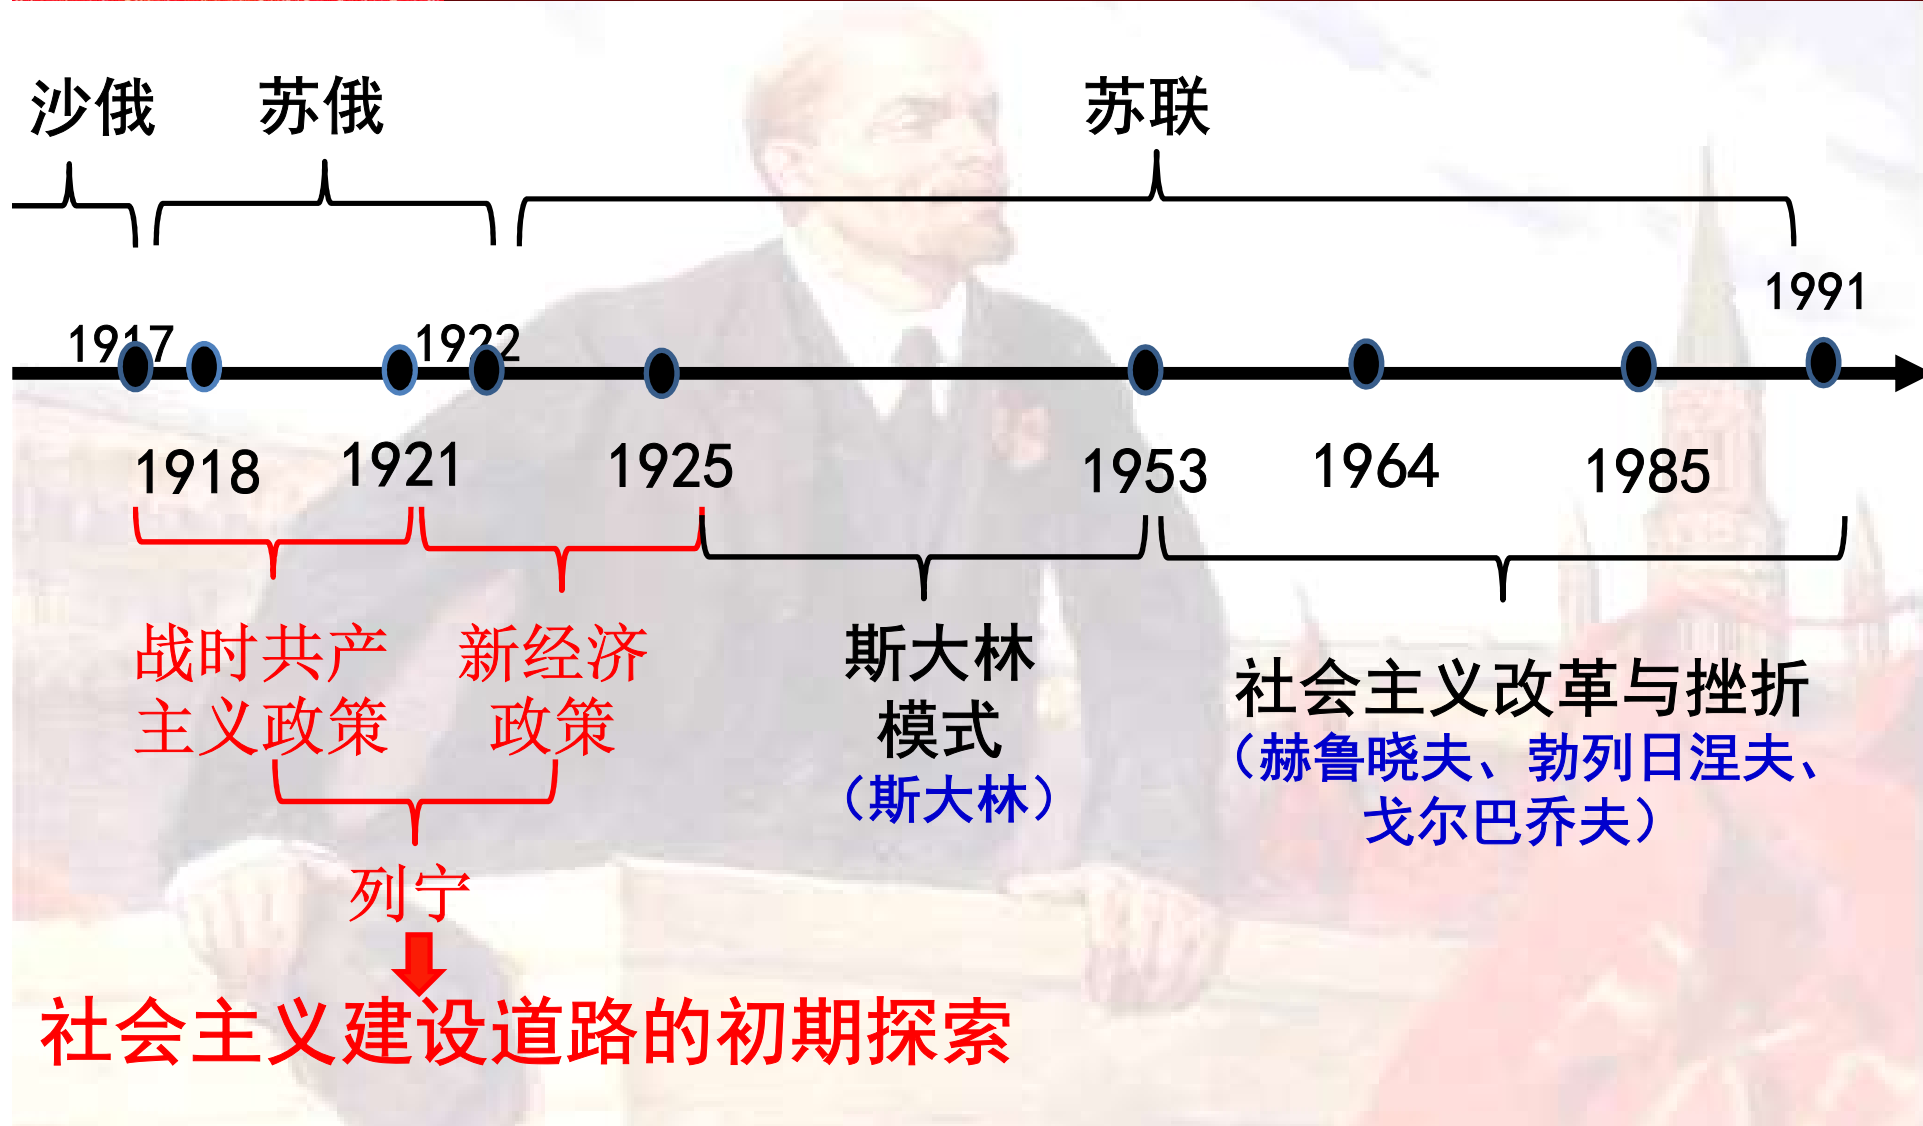 沙俄
苏俄
苏联
1917
1922
1991
1918
1921
1925
1953
1964
1985
战时共产
主义政策
新经济
政策
斯大林
模式
（斯大林）
社会主义改革与挫折
（赫鲁晓夫、勃列日涅夫、
戈尔巴乔夫）
列宁
社会主义建设道路的初期探索